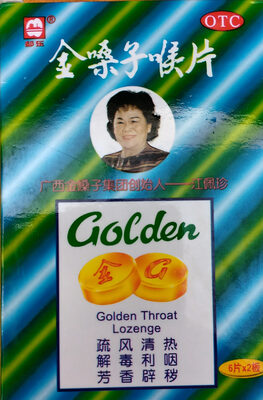 都乐
OTC
金嗓子喉片
广西金嗓子集团创始人——江佩珍
Golden
金 G
Golden Throat
Lozenge
疏风清热
解毒利咽
芳香辟秽
6片x2板